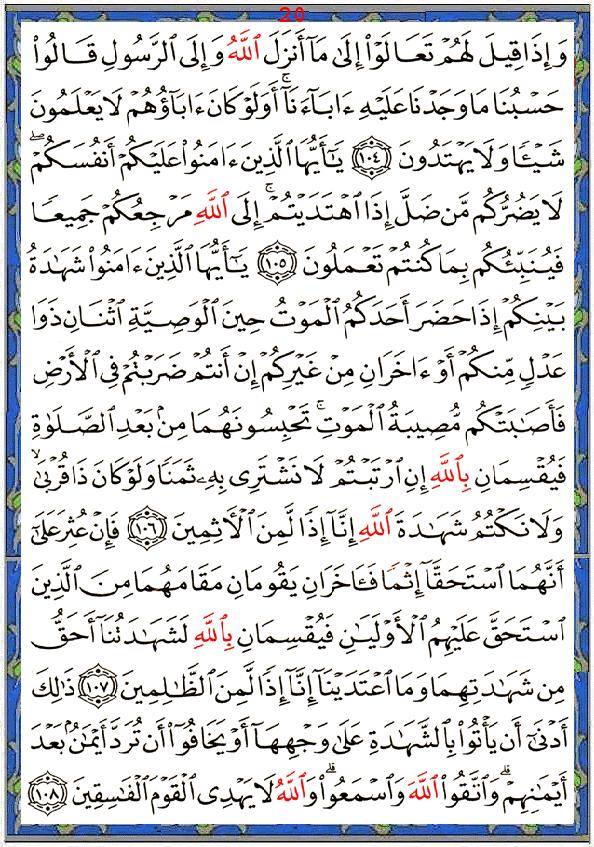 20
وَإِذَا قِيلَ لَهُمۡ تَعَالَوۡاْ إِلَىٰ مَآ أَنزَلَ ٱللَّهُ وَإِلَى ٱلرَّسُولِ قَالُواْ
حَسۡبُنَا مَا وَجَدۡنَا عَلَيۡهِ ءَابَآءَنَآۚ أَوَلَوۡ كَانَ ءَابَآؤُهُمۡ لَا يَعۡلَمُونَ
شَيۡـٔٗا وَلَا يَهۡتَدُونَ ١٠٤ يَـٰٓأَيُّهَا ٱلَّذِينَ ءَامَنُواْ عَلَيۡكُمۡ أَنفُسَكُمۡۖ
لَا يَضُرُّكُم مَّن ضَلَّ إِذَا ٱهۡتَدَيۡتُمۡۚ إِلَى ٱللَّهِ مَرۡجِعُكُمۡ جَمِيعٗا
فَيُنَبِّئُكُم بِمَا كُنتُمۡ تَعۡمَلُونَ ١٠٥ يَـٰٓأَيُّهَا ٱلَّذِينَ ءَامَنُواْ شَهَٰدَةُ
بَيۡنِكُمۡ إِذَا حَضَرَ أَحَدَكُمُ ٱلۡمَوۡتُ حِينَ ٱلۡوَصِيَّةِ ٱثۡنَانِ ذَوَا
عَدۡلٖ مِّنكُمۡ أَوۡ ءَاخَرَانِ مِنۡ غَيۡرِكُمۡ إِنۡ أَنتُمۡ ضَرَبۡتُمۡ فِي ٱلۡأَرۡضِ
فَأَصَٰبَتۡكُم مُّصِيبَةُ ٱلۡمَوۡتِۚ تَحۡبِسُونَهُمَا مِنۢ بَعۡدِ ٱلصَّلَوٰةِ
فَيُقۡسِمَانِ بِٱللَّهِ إِنِ ٱرۡتَبۡتُمۡ لَا نَشۡتَرِي بِهِۦ ثَمَنٗا وَلَوۡ كَانَ ذَا قُرۡبَىٰ
وَلَا نَكۡتُمُ شَهَٰدَةَ ٱللَّهِ إِنَّآ إِذٗا لَّمِنَ ٱلۡأٓثِمِينَ ١٠٦ فَإِنۡ عُثِرَ عَلَىٰٓ
أَنَّهُمَا ٱسۡتَحَقَّآ إِثۡمٗا فَـَٔاخَرَانِ يَقُومَانِ مَقَامَهُمَا مِنَ ٱلَّذِينَ
ٱسۡتَحَقَّ عَلَيۡهِمُ ٱلۡأَوۡلَيَٰنِ فَيُقۡسِمَانِ بِٱللَّهِ لَشَهَٰدَتُنَآ أَحَقُّ
مِن شَهَٰدَتِهِمَا وَمَا ٱعۡتَدَيۡنَآ إِنَّآ إِذٗا لَّمِنَ ٱلظَّـٰلِمِينَ ١٠٧ ذَٰلِكَ
أَدۡنَىٰٓ أَن يَأۡتُواْ بِٱلشَّهَٰدَةِ عَلَىٰ وَجۡهِهَآ أَوۡ يَخَافُوٓاْ أَن تُرَدَّ أَيۡمَٰنُۢ بَعۡدَ
أَيۡمَٰنِهِمۡۗ وَٱتَّقُواْ ٱللَّهَ وَٱسۡمَعُواْۗ وَٱللَّهُ لَا يَهۡدِي ٱلۡقَوۡمَ ٱلۡفَٰسِقِينَ ١٠٨